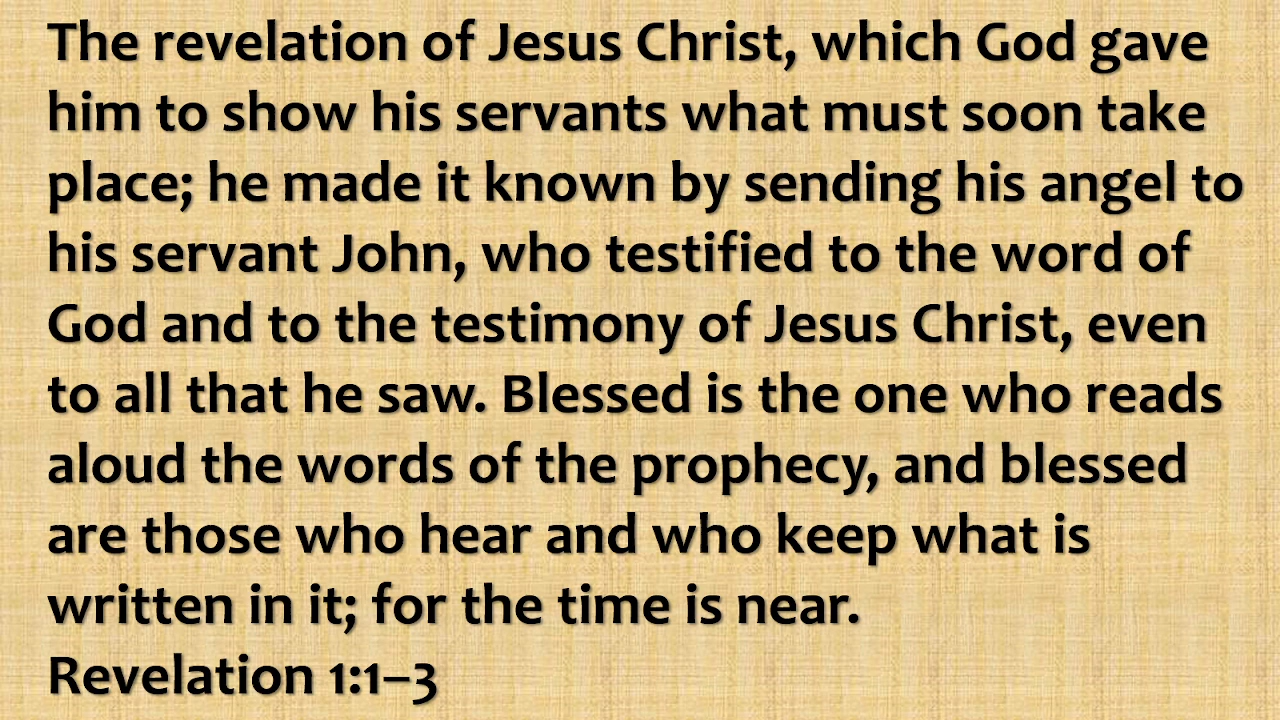 The revelation of Jesus Christ, which God gave
him to show his servants what must soon take
place; he made it known by sending his angel to
his servant John, who testified to the word of
God and to the testimony of Jesus Christ, even
to all that he saw. Blessed is the one who reads
aloud the words of the prophecy, and blessed
are those who hear and who keep what is
written in it; for the time is near.
Revelation 1:1–3